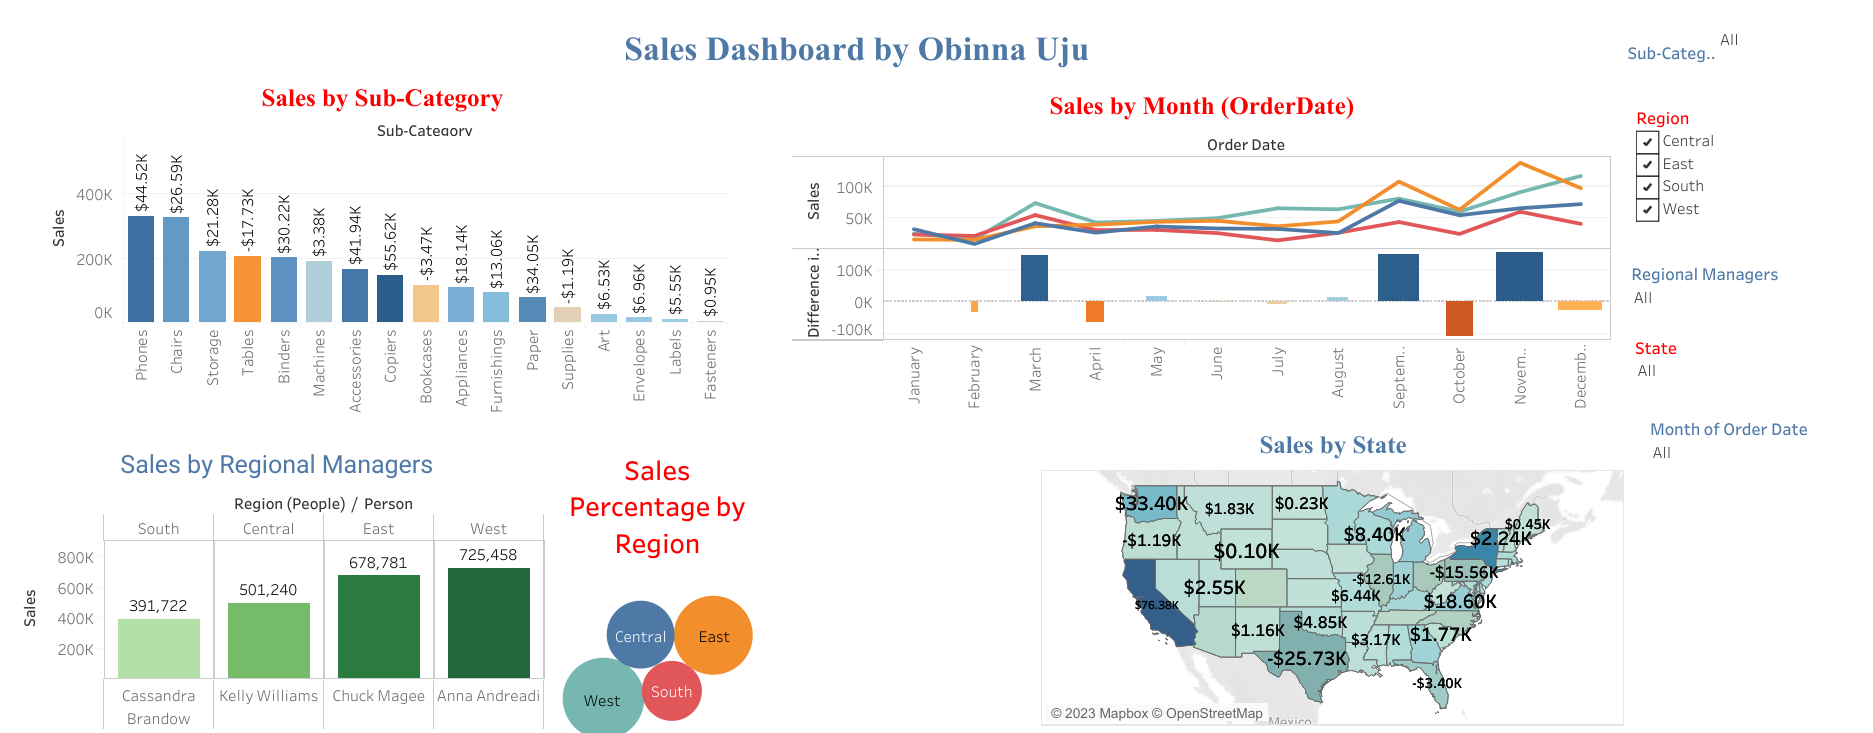 Sales Dashboard by Obinna Uju
All
Sub-Categ..
Sales by Sub-Category
Sub-Category
Sales
400K
200K
0K
$44.52K
$26.59K
$21.28K
-$17.73K
$30.22K
$3.38K
$41.94K
$55.62K
-$3.47K
$18.14K
$13.06K
$34.05K
-$1.19K
$6.53K
$6.96K
$5.55K
$0.95K
Phones
Chairs
Storage
Tables
Binders
Machines
Accessories
Copiers
Bookcases
Appliances
Furnishings
Paper
Supplies
Art
Envelopes
Labels
Fasteners
Sales by Month (OrderDate)
Order Date
Sales
100K
50K
Difference i..
100K
0K
-100K
January
February
March
April
May
June
July
August
Septem..
October
Novem..
Decemb..
Region
Central
East
South
West
Regional Managers
All
State
All
Month of Order Date
All
Sales by Regional Managers
Region (People) / Person
South Central East West
Sales
800K
600K
400K
200K
391,722
501,240
678,781
725,458
Cassandra
Brandow
Kelly Williams
Chuck Magee
Anna Andreadi
Sales
Percentage by
Region
Central
East
West
South
Sales by State
$33.40K
$1.83K
$0.23K
$0.45K
-$1.19K
$8.40K
$2.24K
$0.10K
-$12.61K
-$15.56K
$2.55K
$6.44K
$18.60K
$76.38K
$1.16K
$4.85K
$3.17K
$1.77K
-$25.73K
-$3.40K
© 2023 Mapbox © OpenStreetMap
Mexico